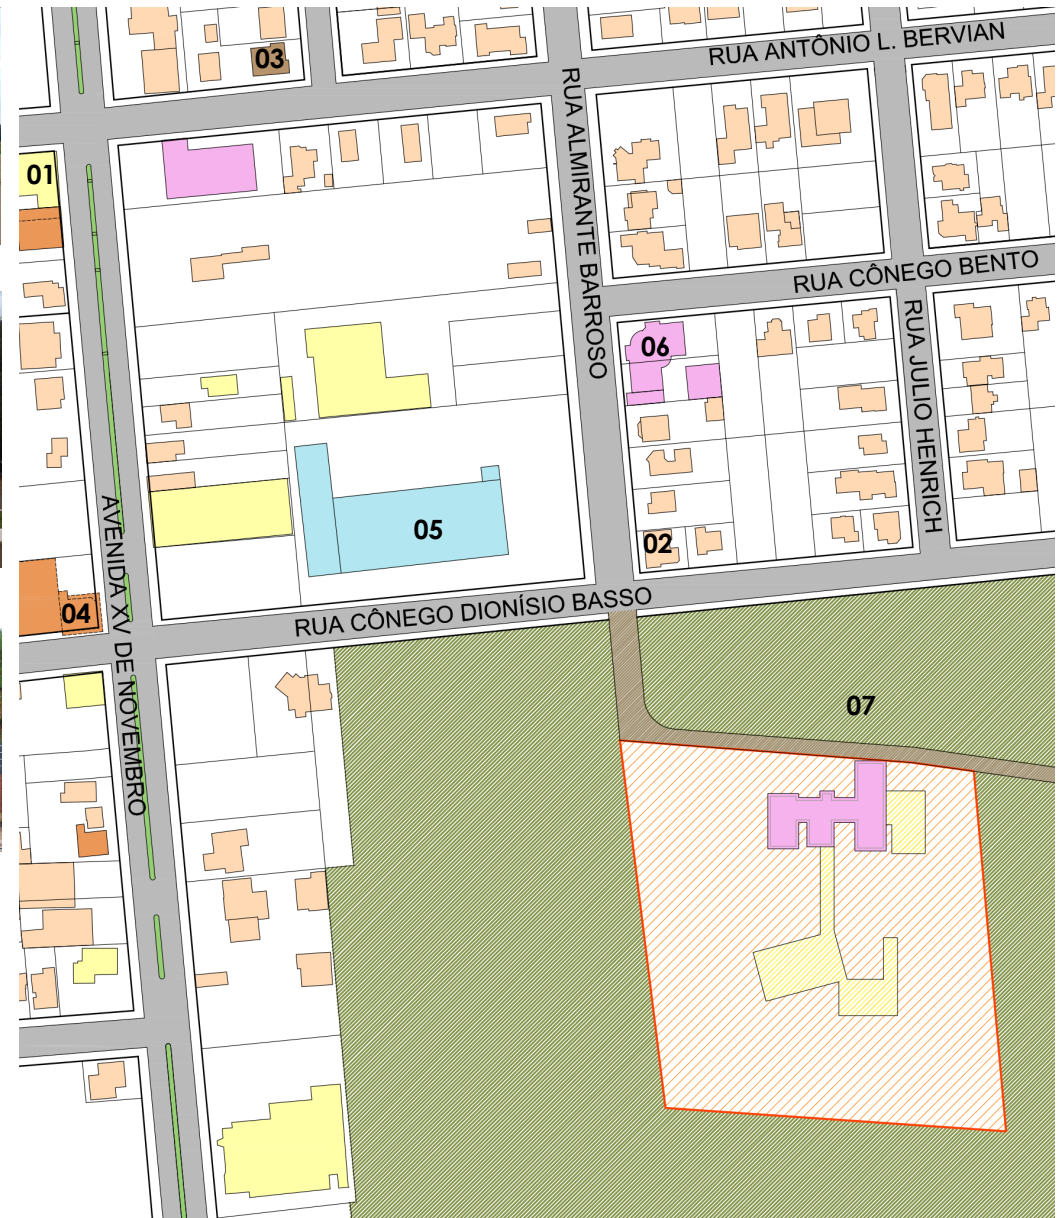 RUA ANTÔNIO L. BERVIAN
03
RUA ALMIRANTE BARROSO
01
RUA CÔNEGO BENTO
RUA JULIO HENRICH
06
AVENIDA XV DE NOVEMBRO
05
02
04
RUA CÔNEGO DIONÍSIO BASSO
07